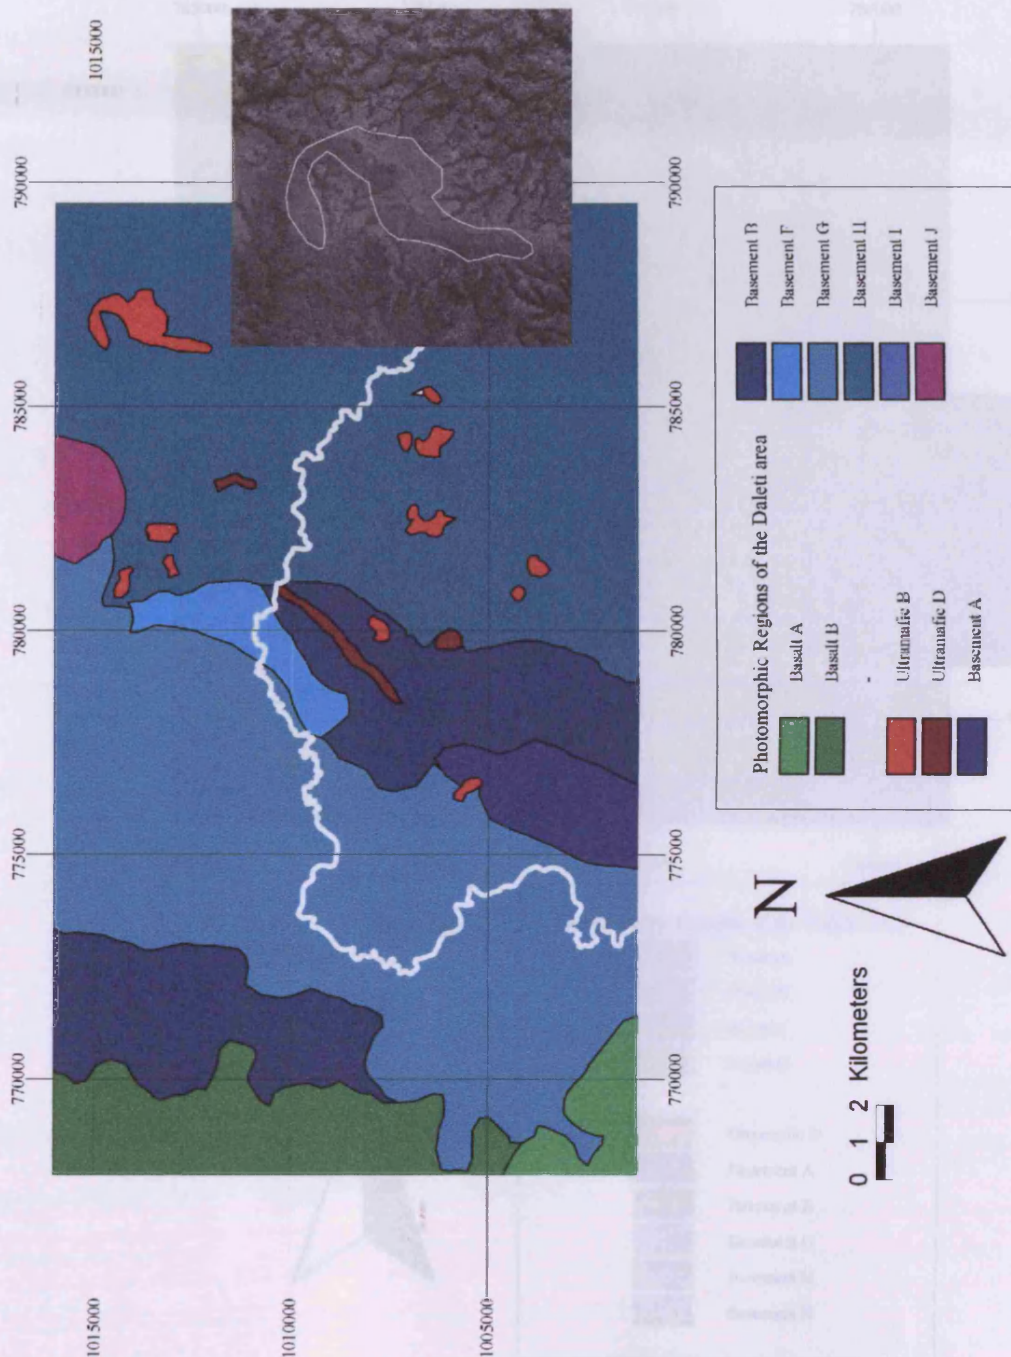 770000 775000 780000 785000 790000
1015000
1015000
1010000
1005000
770000 775000 780000 785000 790000
0 1 2 Kilometers
N
Photomorphic Regions of the Daleti area
Basalt A
Basalt B
-
Ultramafic B
Ultramafic D
Basement A
Basement B
Basement F
Basement G
Basement H
Basement I
Basement J